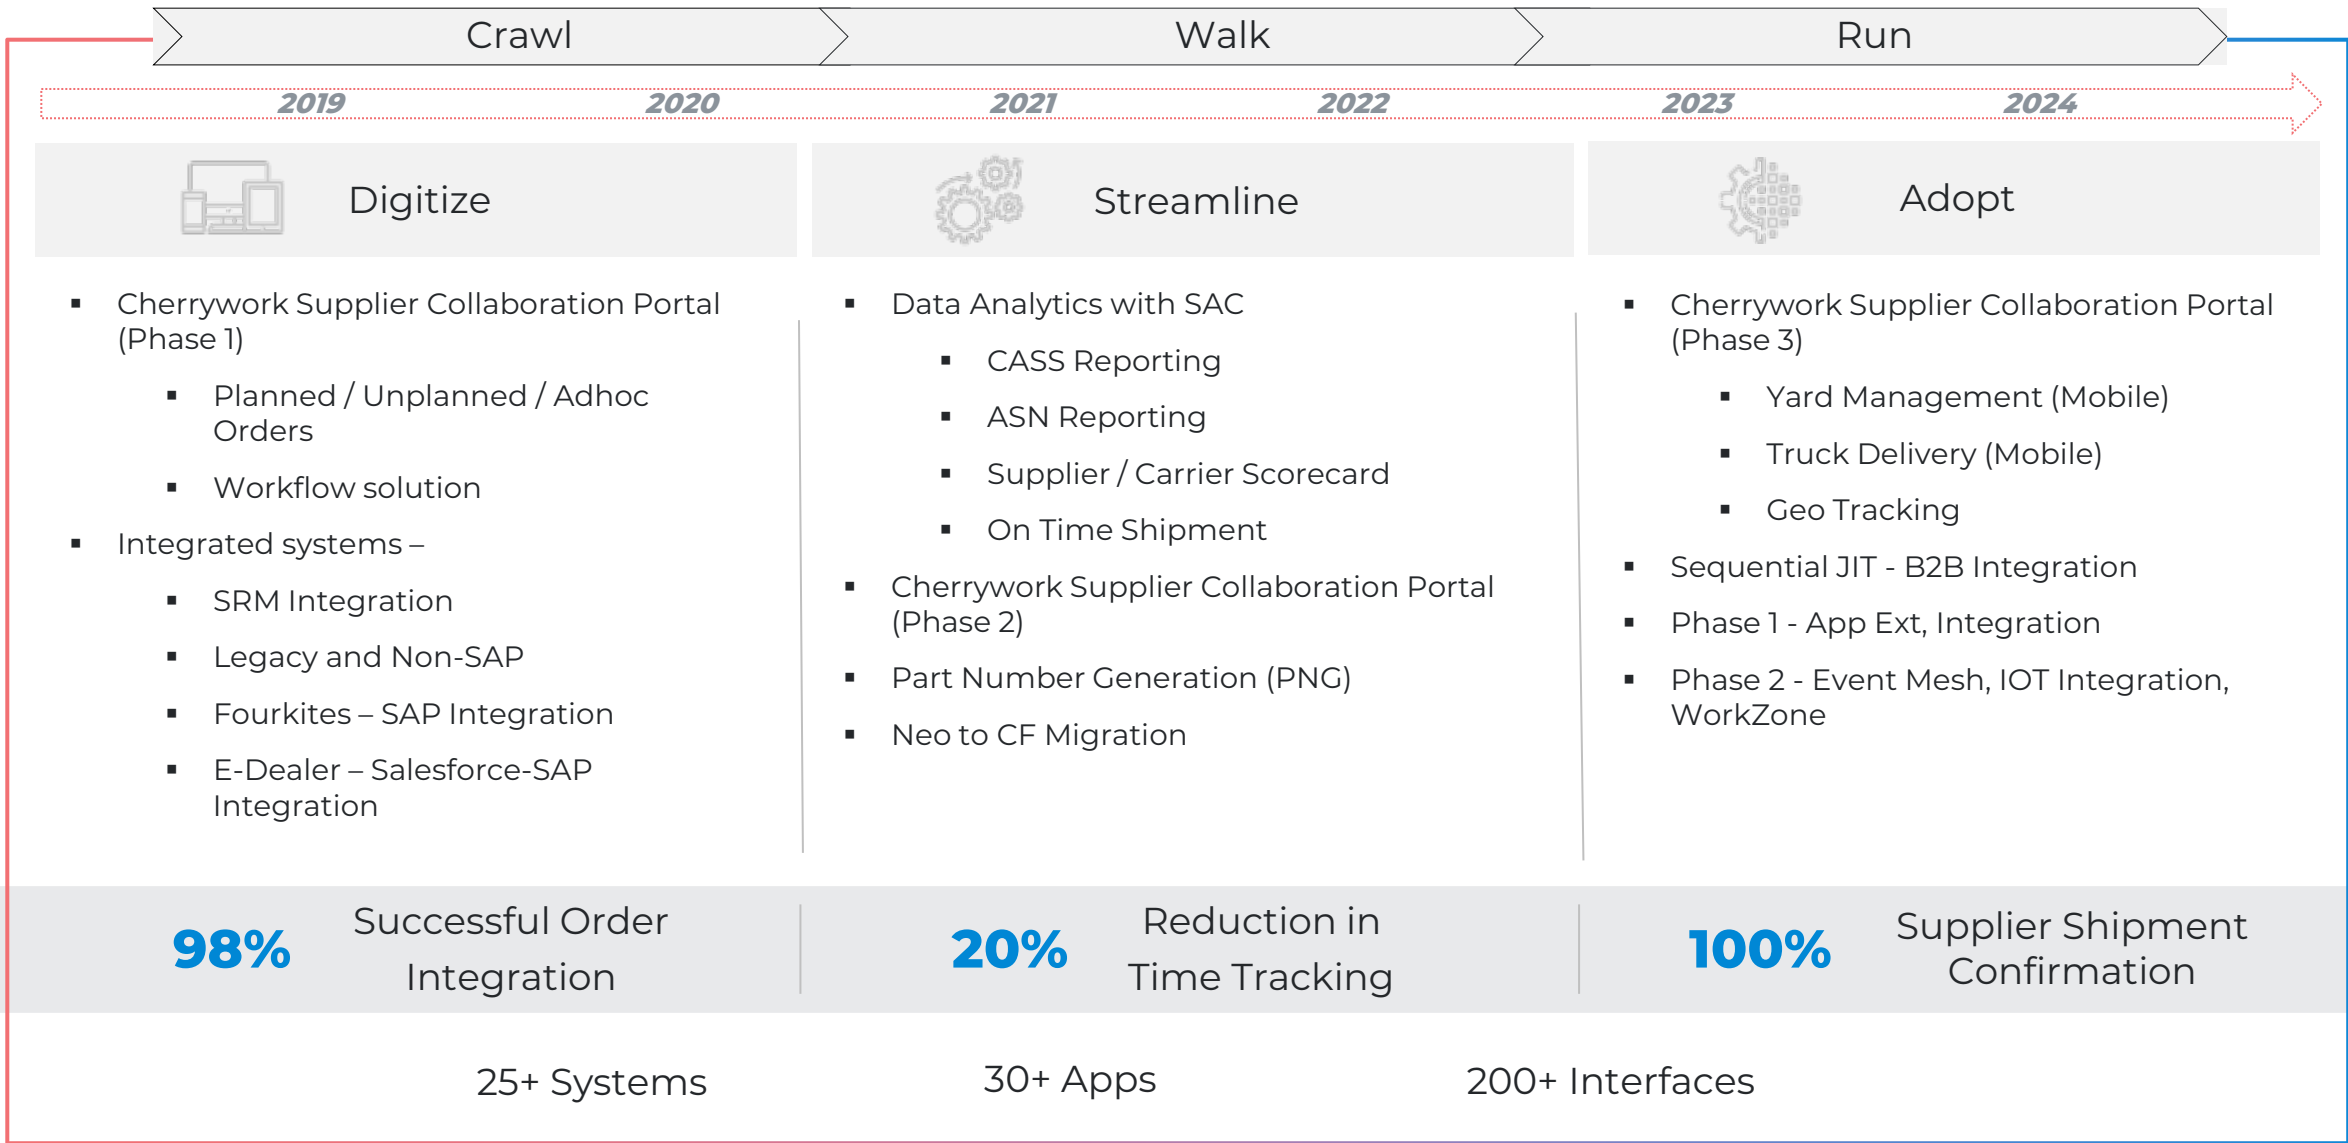 Crawl
Walk
Run
2019
2020
2021
2022
2023
2024
Digitize
Streamline
Adopt
▪ Cherrywork Supplier Collaboration Portal
(Phase 1)
▪ Planned / Unplanned / Adhoc
Orders
▪ Workflow solution
▪ Integrated systems –
▪ SRM Integration
▪ Legacy and Non-SAP
▪ Fourkites – SAP Integration
▪ E-Dealer – Salesforce-SAP
Integration
▪ Data Analytics with SAC
▪ CASS Reporting
▪ ASN Reporting
▪ Supplier / Carrier Scorecard
▪ On Time Shipment
▪ Cherrywork Supplier Collaboration Portal
(Phase 2)
▪ Part Number Generation (PNG)
▪ Neo to CF Migration
▪ Cherrywork Supplier Collaboration Portal
(Phase 3)
▪ Yard Management (Mobile)
▪ Truck Delivery (Mobile)
▪ Geo Tracking
▪ Sequential JIT - B2B Integration
▪ Phase 1 - App Ext, Integration
▪ Phase 2 - Event Mesh, IOT Integration,
WorkZone
98%
Successful Order
Integration
20%
Reduction in
Time Tracking
100%
Supplier Shipment
Confirmation
25+ Systems
30+ Apps
200+ Interfaces